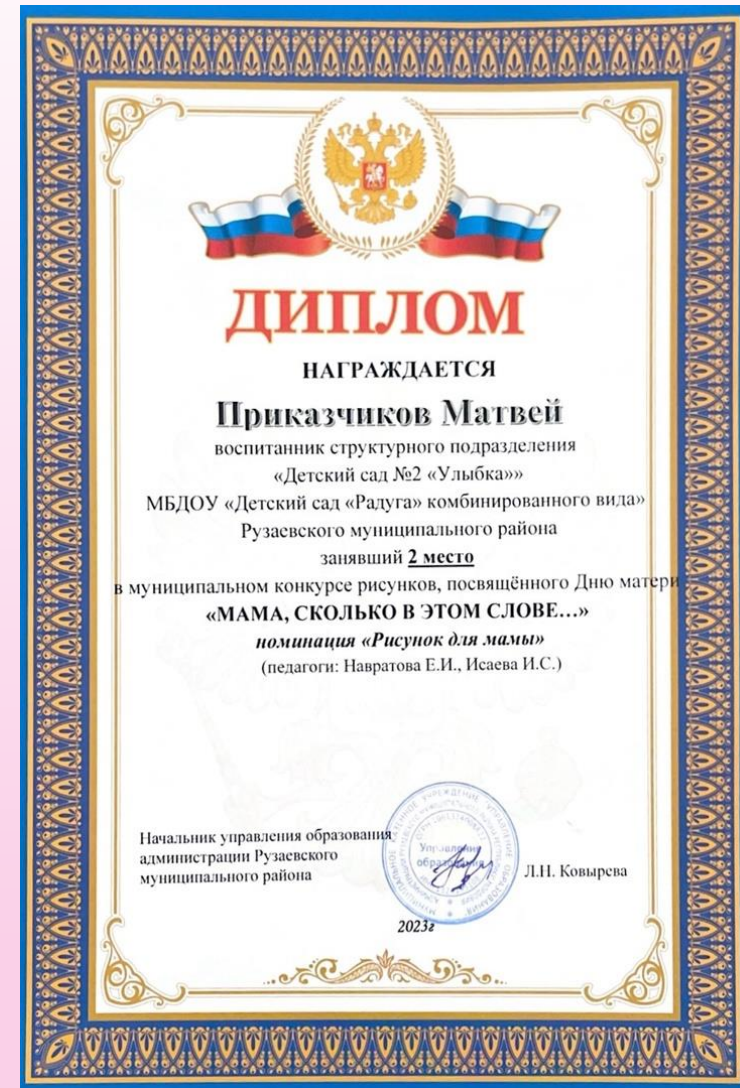 ДИПЛОМ
НАГРАЖДАЕТСЯ
Приказчиков Матвей
воспитанник структурного подразделения
«Детский сад №2 «Улыбка»»
МБДОУ «Детский сад «Радуга» комбинированного вида»
Рузаевского муниципального района
занявший 2 место
в муниципальном конкурсе рисунков, посвящённого Дню матери
«МАМА, СКОЛЬКО В ЭТОМ СЛОВЕ...»
номинация «Рисунок для мамы»
(педагоги: Навратова Е.И., Исаева И.С.)
Начальник управления образования
администрации Рузаевского
муниципального района
Управление
образования
Л.Н. Ковырева
2023г